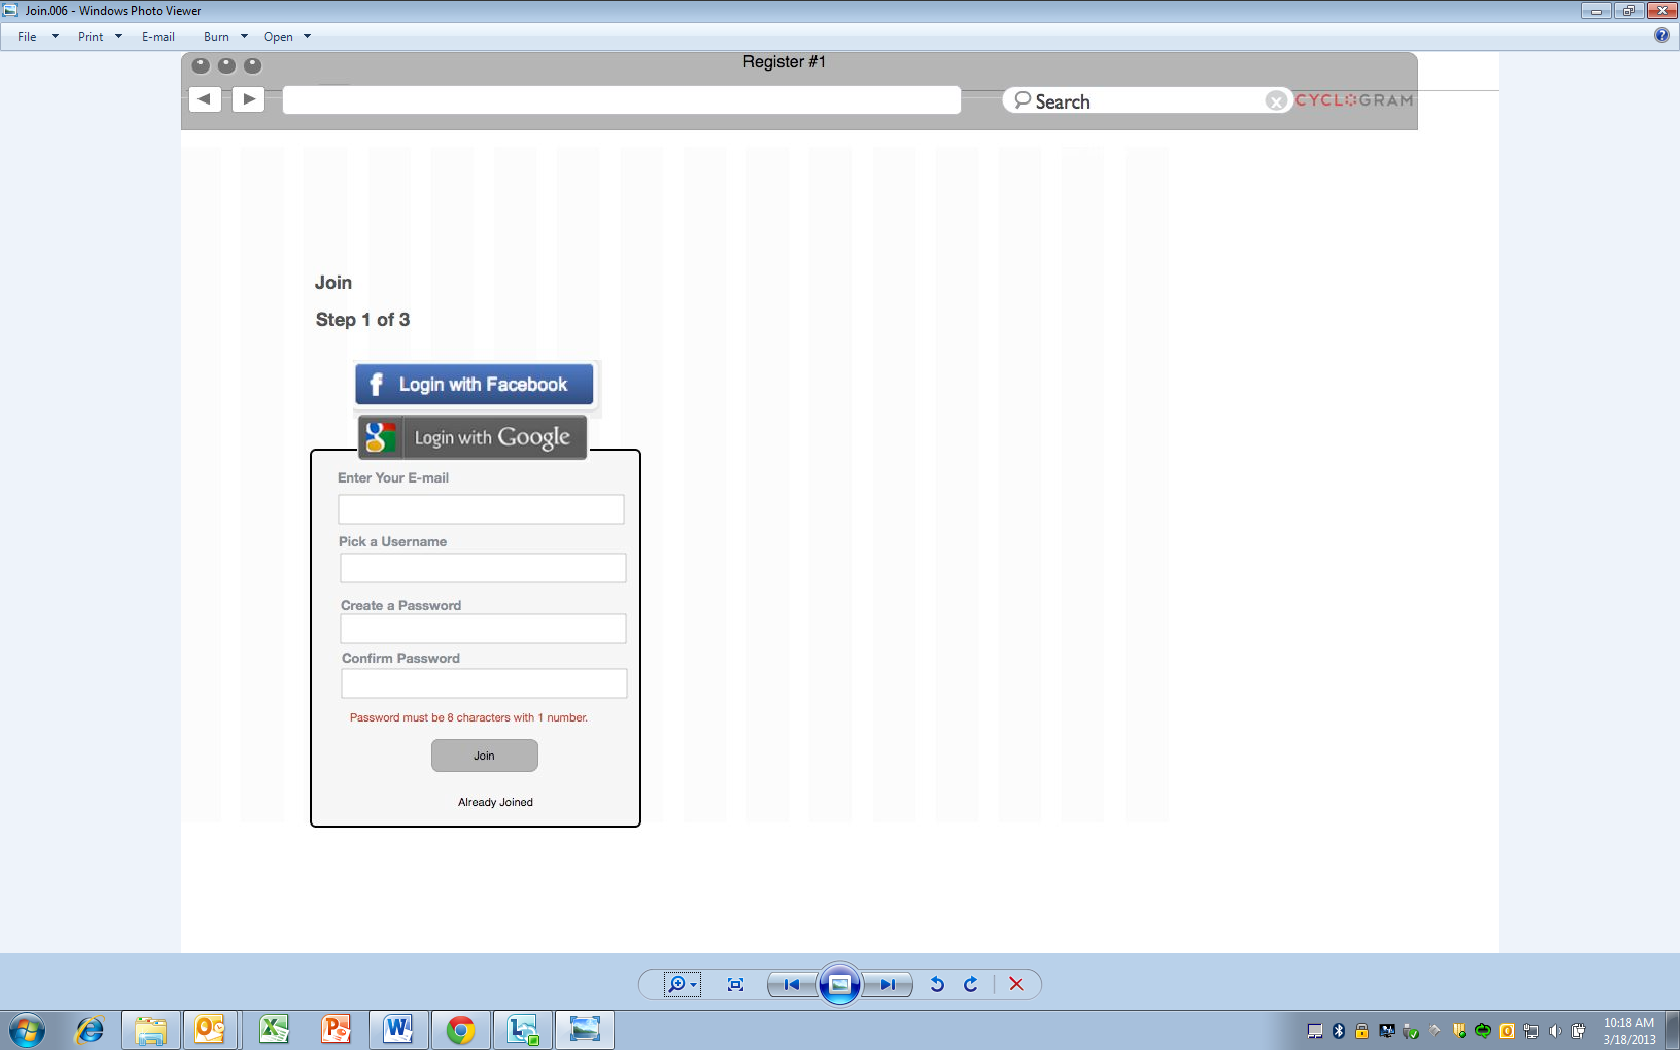 Join.006 - Windows Photo Viewer
File Print E-mail Burn Open
Register #1
Search x CYCLOGRAM
Join
Step 1 of 3
f Login with Facebook
g Login with Google
Enter Your E-mail
Pick a Username
Create a Password
Confirm Password
Password must be 8 characters with 1 number.
Join
Already Joined
10:18 AM
3/18/2013